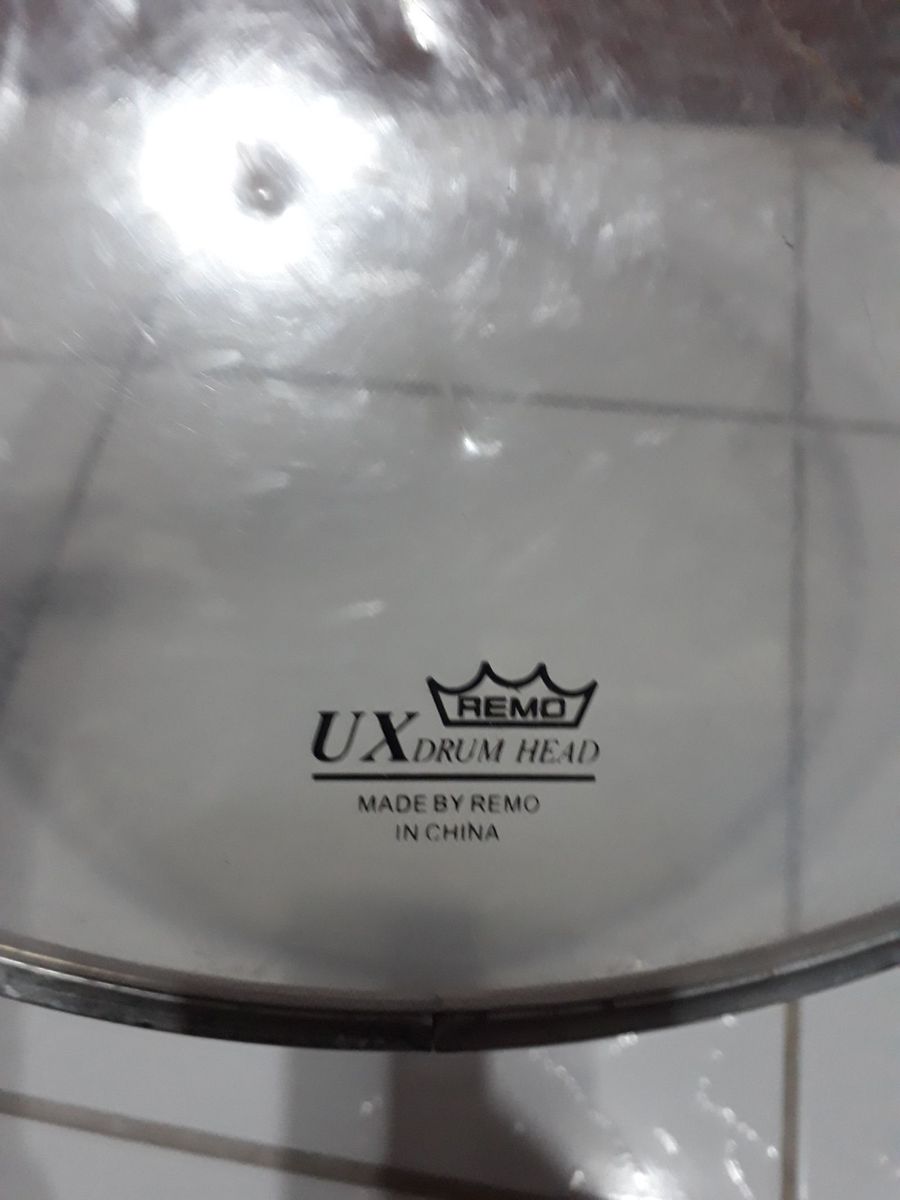 REMO
UX DRUM HEAD
MADE BY REMO
IN CHINA